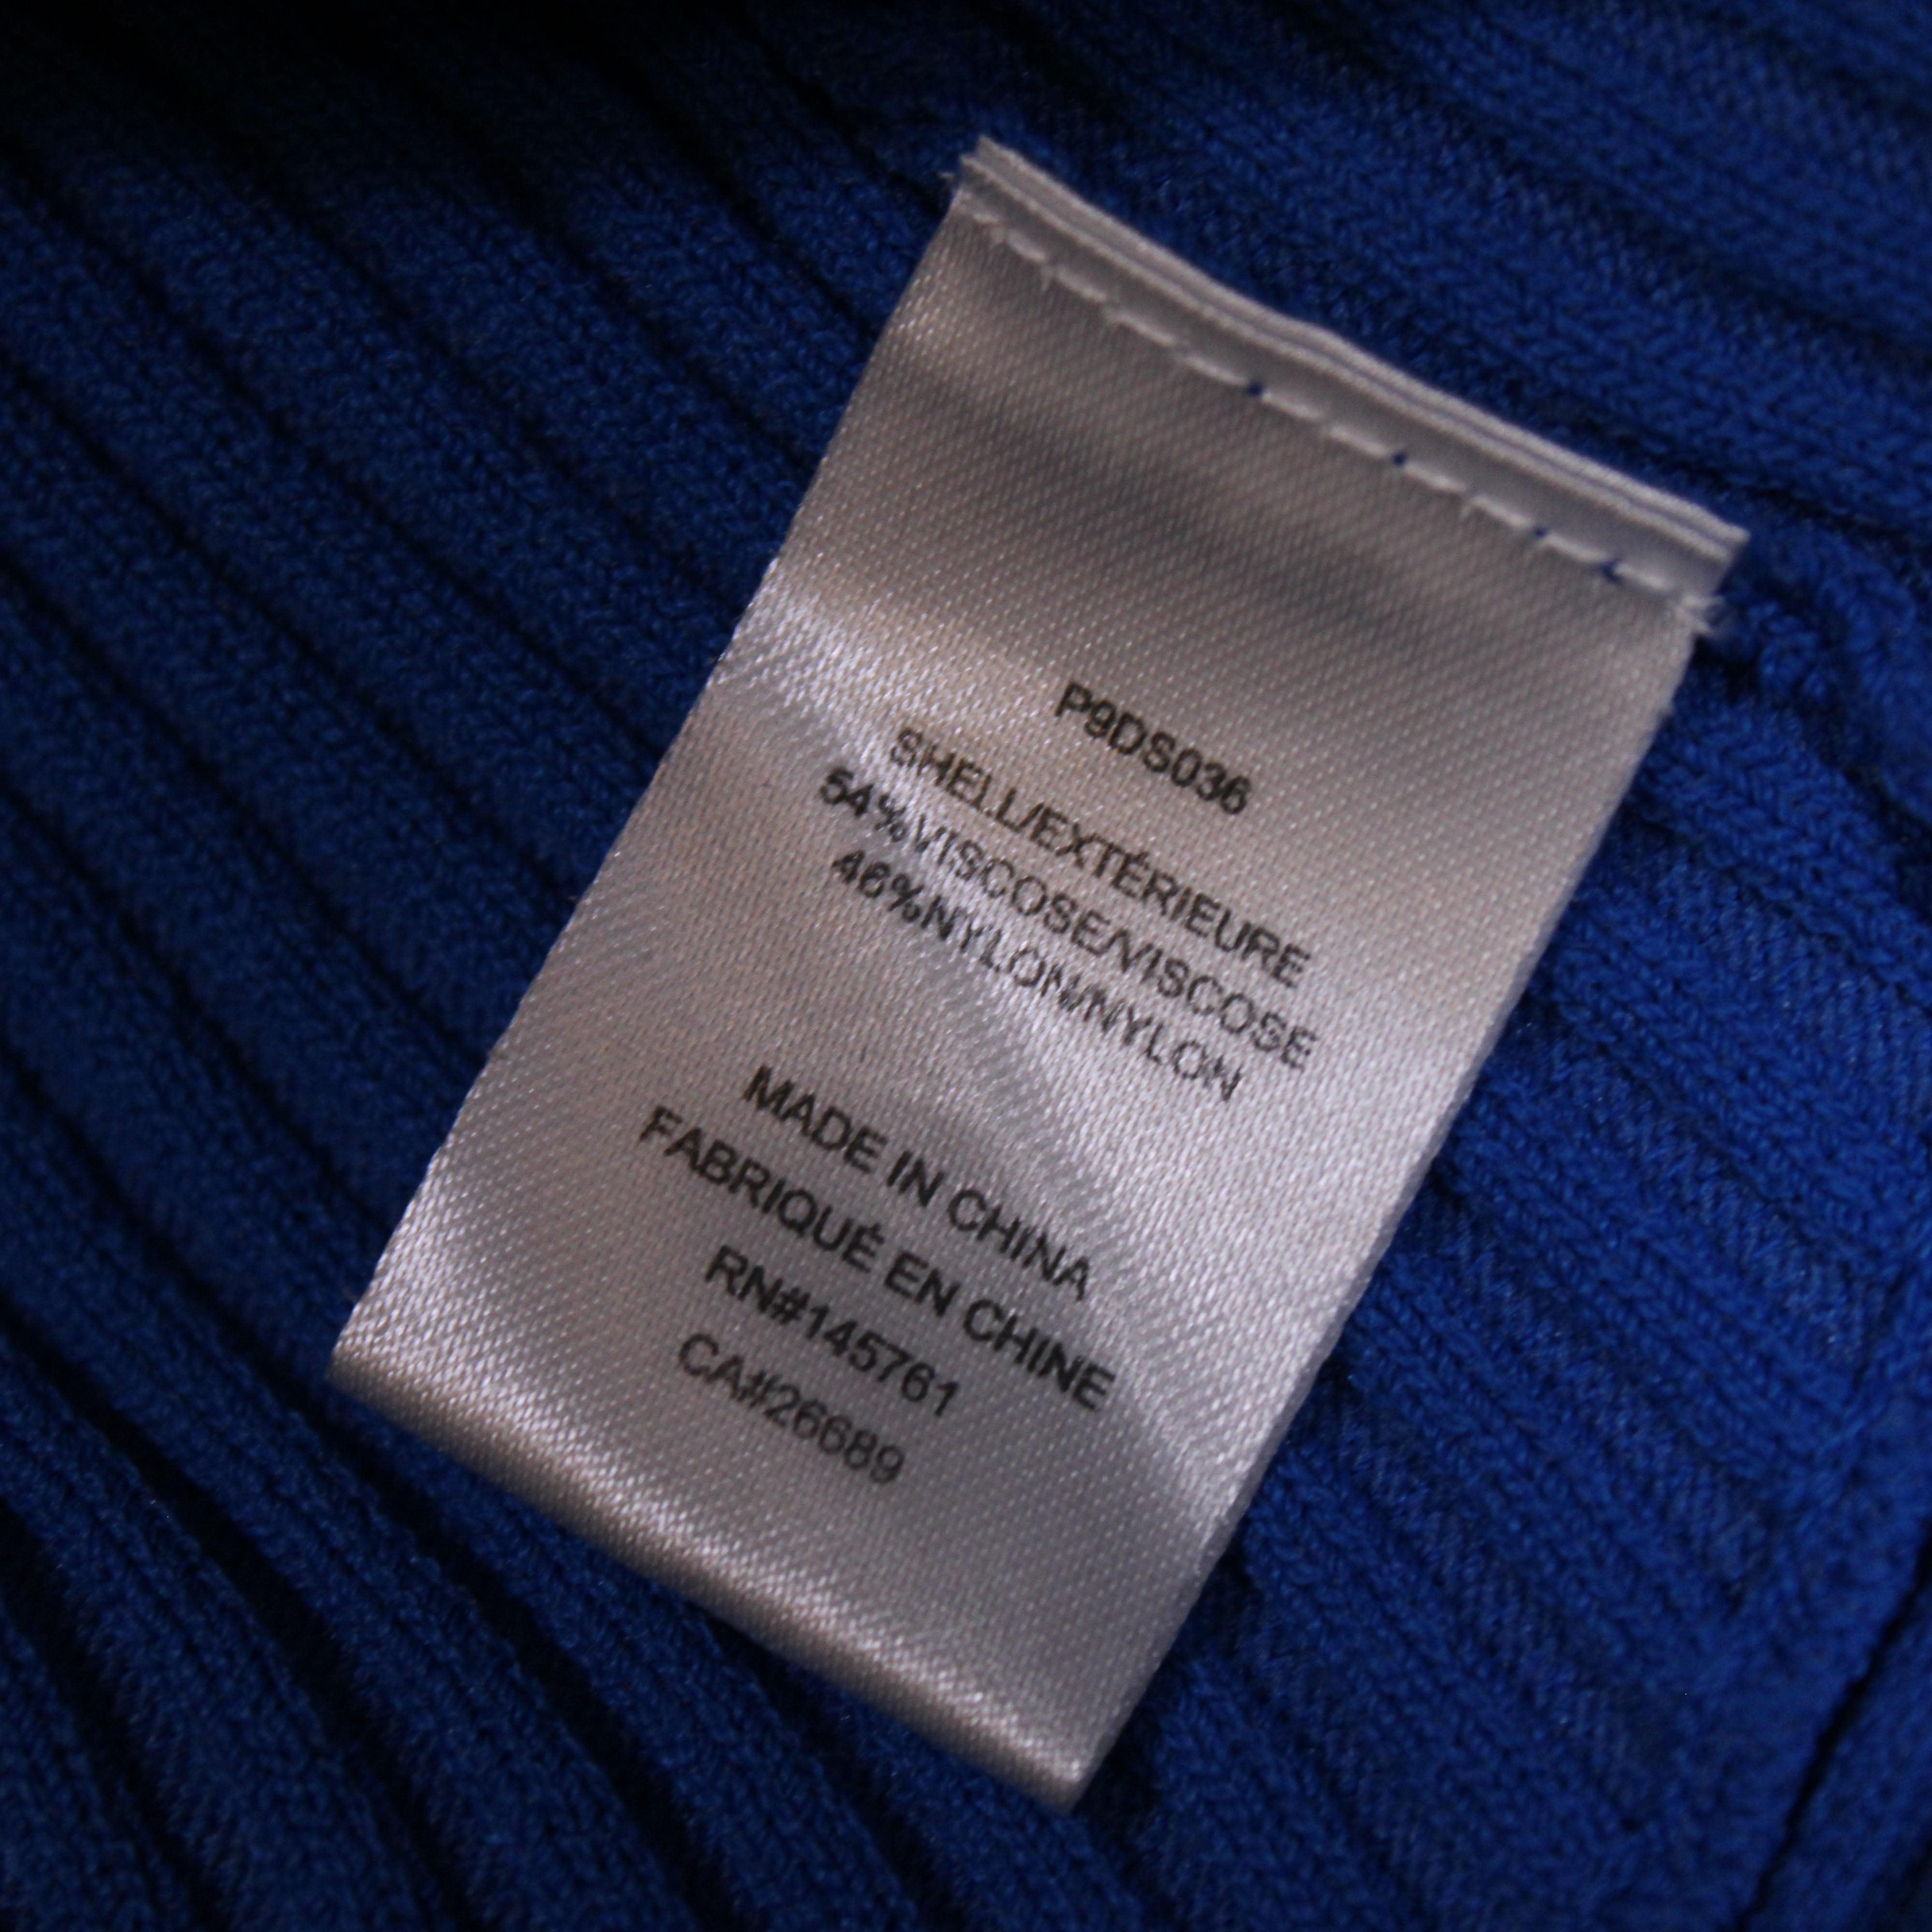 P9DS036
SHELL/EXTÉRIEURE
54%VISCOSE/VISCOSE
46%NYLON/NYLON
MADE IN CHINA
FABRIQUÉ EN CHINE
RN#145761
CA#26689